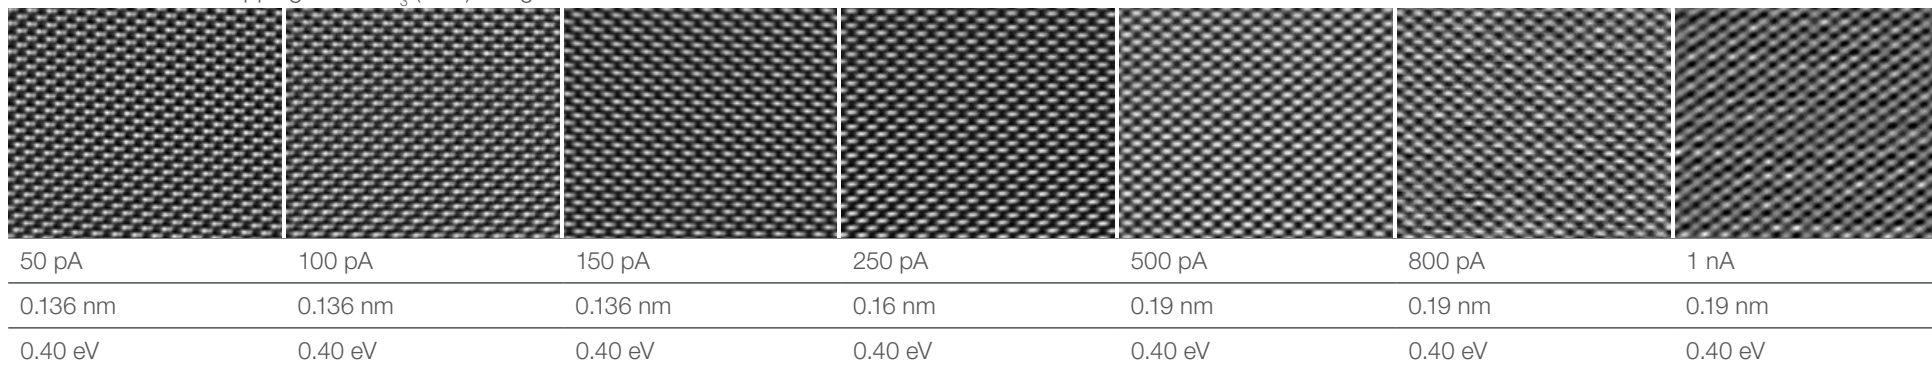 50 pA 100 pA 150 pA 250 pA 500 pA 800 pA 1 nA
0.136 nm 0.136 nm 0.136 nm 0.16 nm 0.19 nm 0.19 nm 0.19 nm
0.40 eV 0.40 eV 0.40 eV 0.40 eV 0.40 eV 0.40 eV 0.40 eV